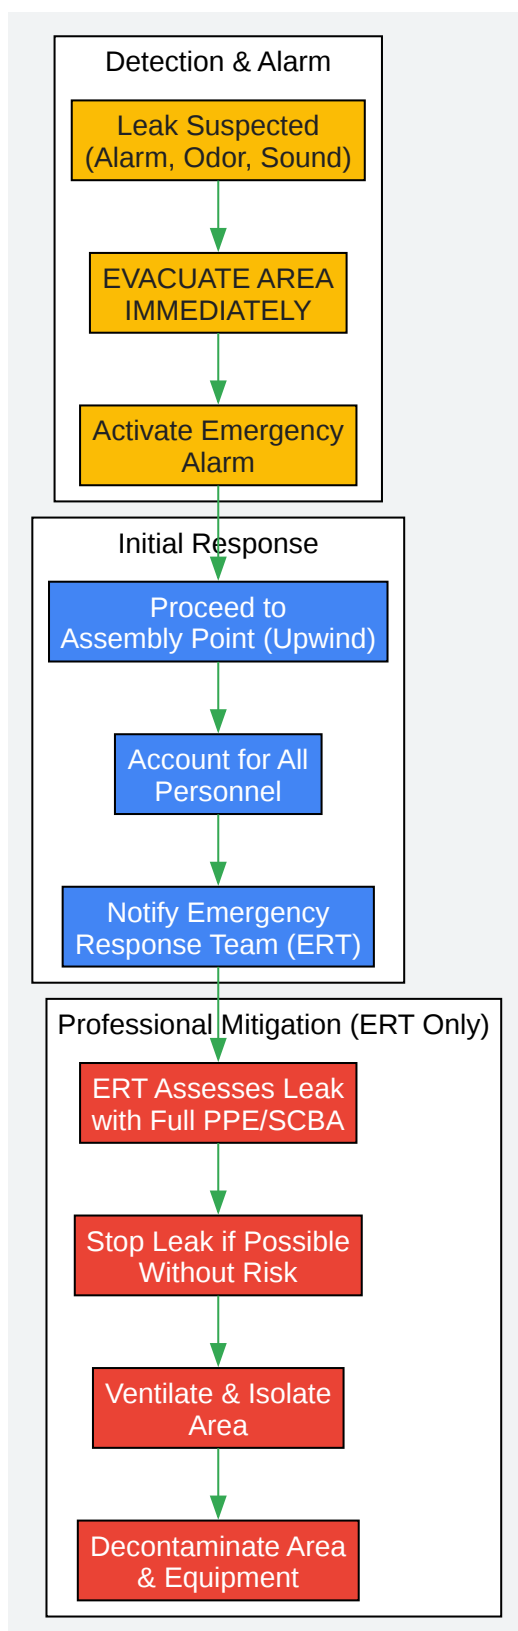 Detection & Alarm
Leak Suspected
(Alarm, Odor, Sound)
EVACUATE AREA
IMMEDIATELY
Activate Emergency
Alarm
Initial Response
Proceed to
Assembly Point (Upwind)
Account for All
Personnel
Notify Emergency
Response Team (ERT)
Professional Mitigation (ERT Only)
ERT Assesses Leak
with Full PPE/SCBA
Stop Leak if Possible
Without Risk
Ventilate & Isolate
Area
Decontaminate Area
& Equipment